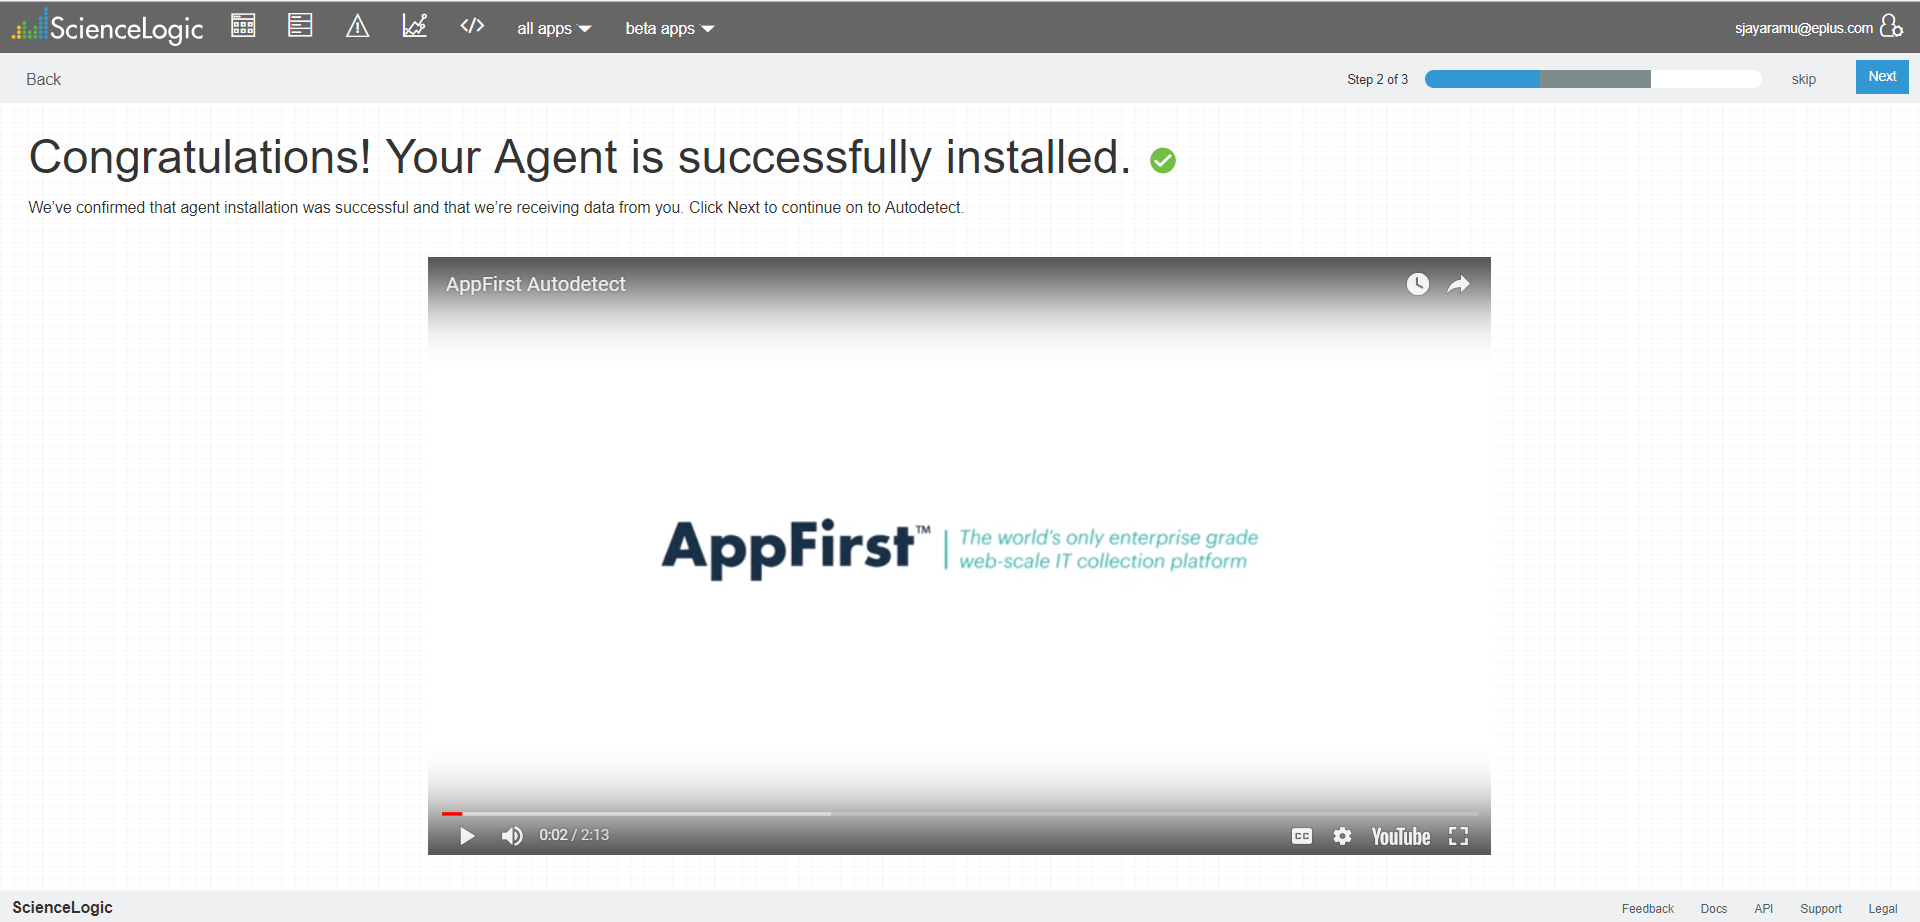 ScienceLogic
all apps
beta apps
sjayaramu@eplus.com
Back
Step 2 of 3
skip
Next
Congratulations! Your Agent is successfully installed.
We've confirmed that agent installation was successful and that we're receiving data from you. Click Next to continue on to Autodetect.
AppFirst Autodetect
AppFirst™
The world's only enterprise grade
web-scale IT collection platform
0:02 / 2:13
CC
YouTube
ScienceLogic
Feedback
Docs
API
Support
Legal